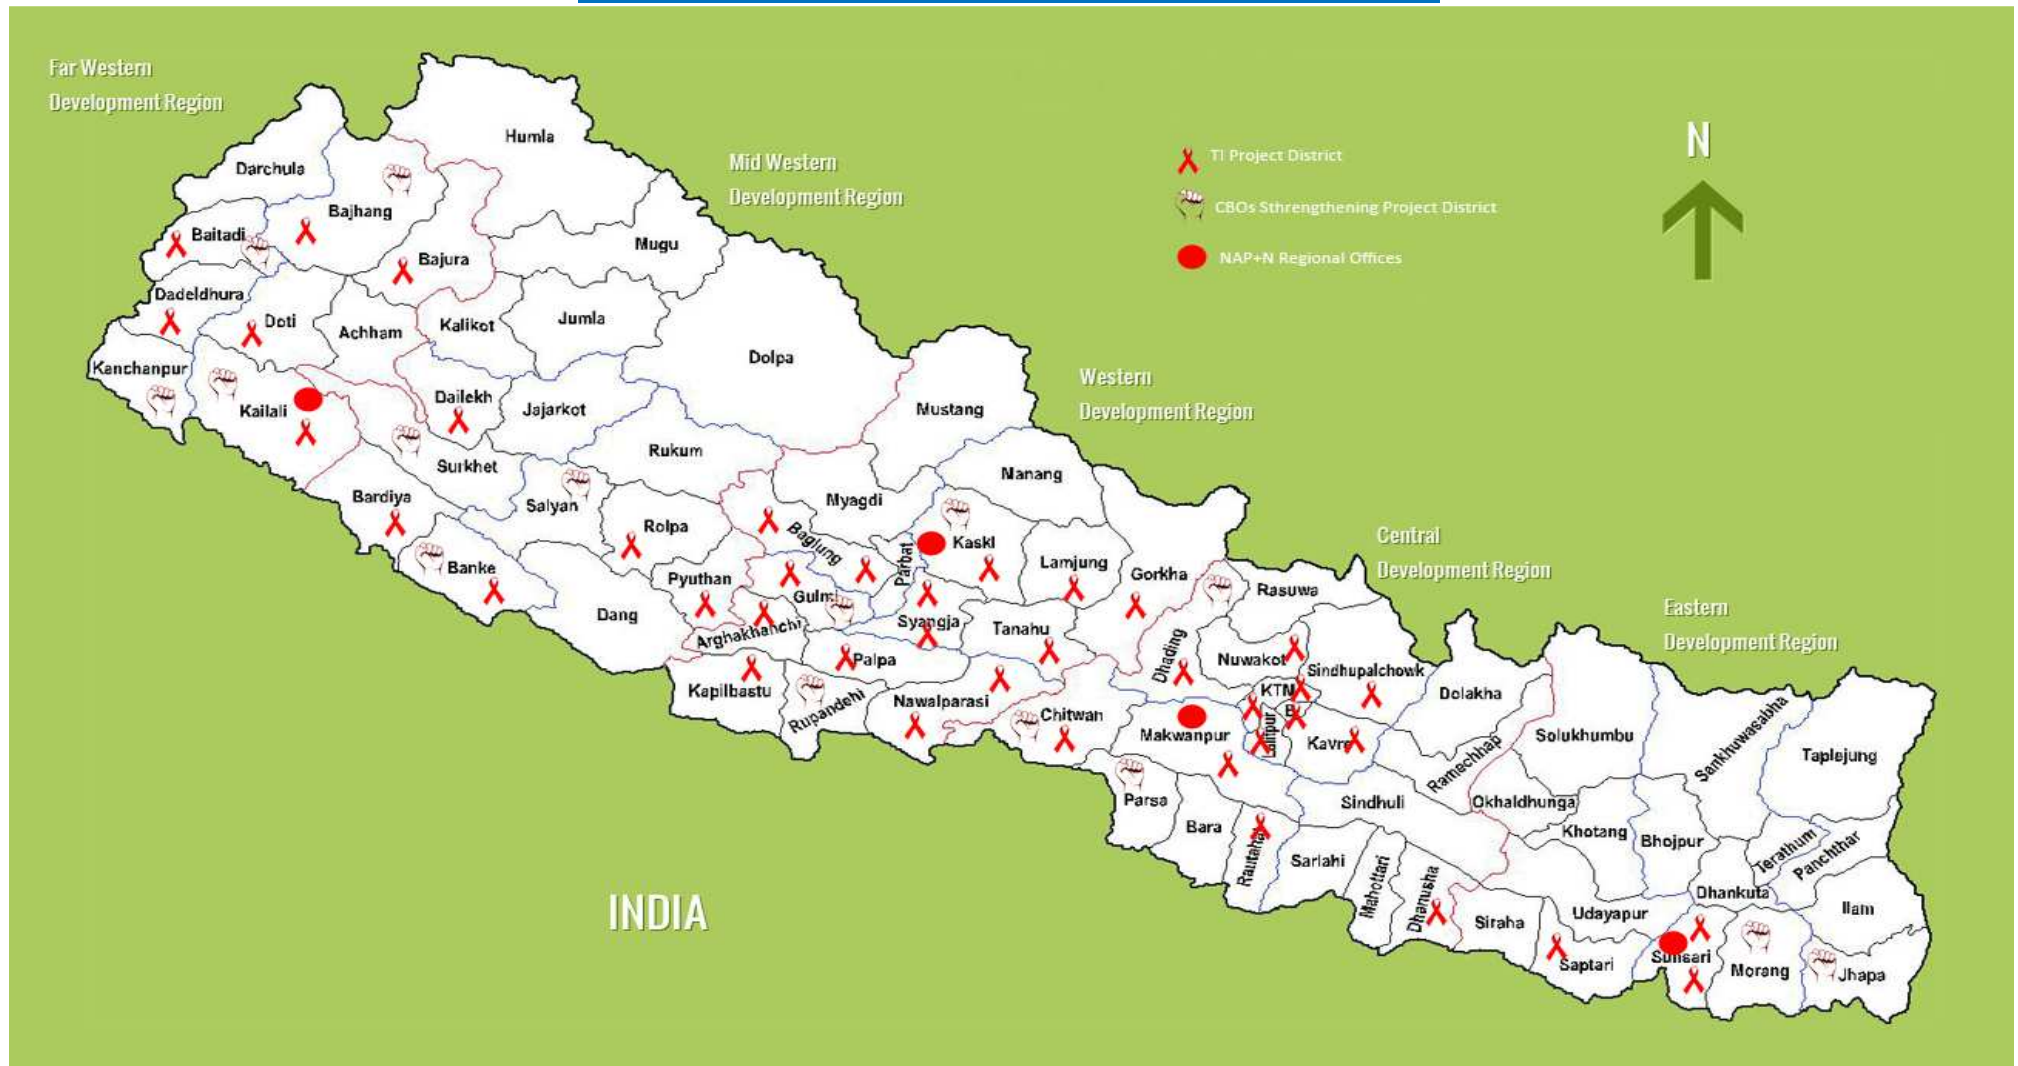 Far Western
Development Region
Humla
Mid Western
Development Region
TI Project District
CBOs Sthrengthening Project District
NAP+N Regional Offices
N
Darchula
Bajhang
Baitadi
Bajura
Mugu
Dadeldhura
Doti
Achham
Kalikot
Jumla
Dolpa
Kanchanpur
Kailali
Dailekh
Jajarkot
Mustang
Western
Development Region
Surkhet
Rukum
Manang
Bardiya
Salyan
Rolpa
Myagdi
Baglung
Parbat
Kaski
Lamjung
Gorkha
Central
Development Region
Banke
Pyuthan
Dang
Gulmi
Arghakhanchi
Syangja
Tanahu
Rasuwa
Eastern
Development Region
Palpa
Kapilbastu
Rupandehi
Nawalparasi
Chitwan
Dhading
Nuwakot
Sindhupalchowk
KTM
B
Lalitpur
Kavre
Dolakha
Makwanpur
Ramechhap
Solukhumbu
Sankhuwasabha
Taplejung
Parsa
Bara
Rautahat
Sarlahi
Sindhuli
Mahottari
Dhanusha
Okhaldhunga
Khotang
Bhojpur
Terathum
Panchthar
Dhankuta
Ilam
Siraha
Udayapur
Saptari
Sunsari
Morang
Jhapa
INDIA